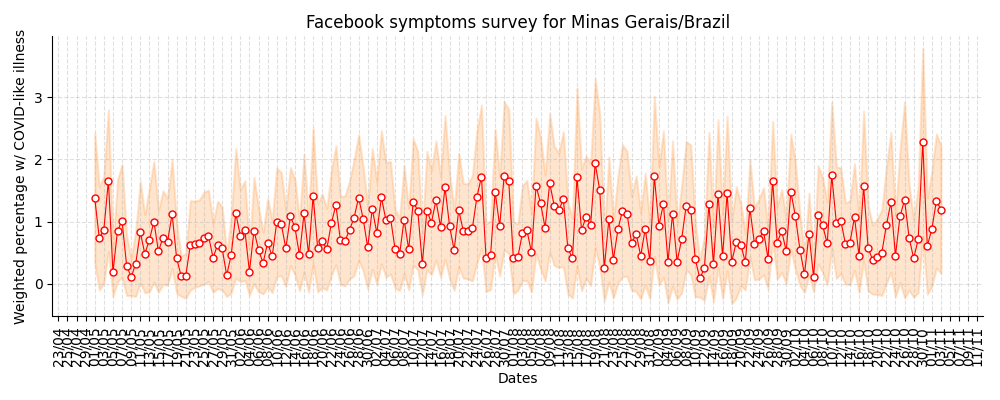 Facebook symptoms survey for Minas Gerais/Brazil
Weighted percentage w/ COVID-like illness
3
2
1
0
23/04 25/04 27/04 29/04 01/05 03/05 05/05 07/05 09/05 11/05 13/05 15/05 17/05 19/05 21/05 23/05 25/05 27/05 29/05 31/05 02/06 04/06 06/06 08/06 10/06 12/06 14/06 16/06 18/06 20/06 22/06 24/06 26/06 28/06 30/06 02/07 04/07 06/07 08/07 10/07 12/07 14/07 16/07 18/07 20/07 22/07 24/07 26/07 28/07 30/07 01/08 03/08 05/08 07/08 09/08 11/08 13/08 15/08 17/08 19/08 21/08 23/08 25/08 27/08 29/08 31/08 02/09 04/09 06/09 08/09 10/09 12/09 14/09 16/09 18/09 20/09 22/09 24/09 26/09 28/09 30/09 02/10 04/10 06/10 08/10 10/10 12/10 14/10 16/10 18/10 20/10 22/10 24/10 26/10 28/10 30/10 01/11 03/11 05/11 07/11 09/11 11/11
Dates